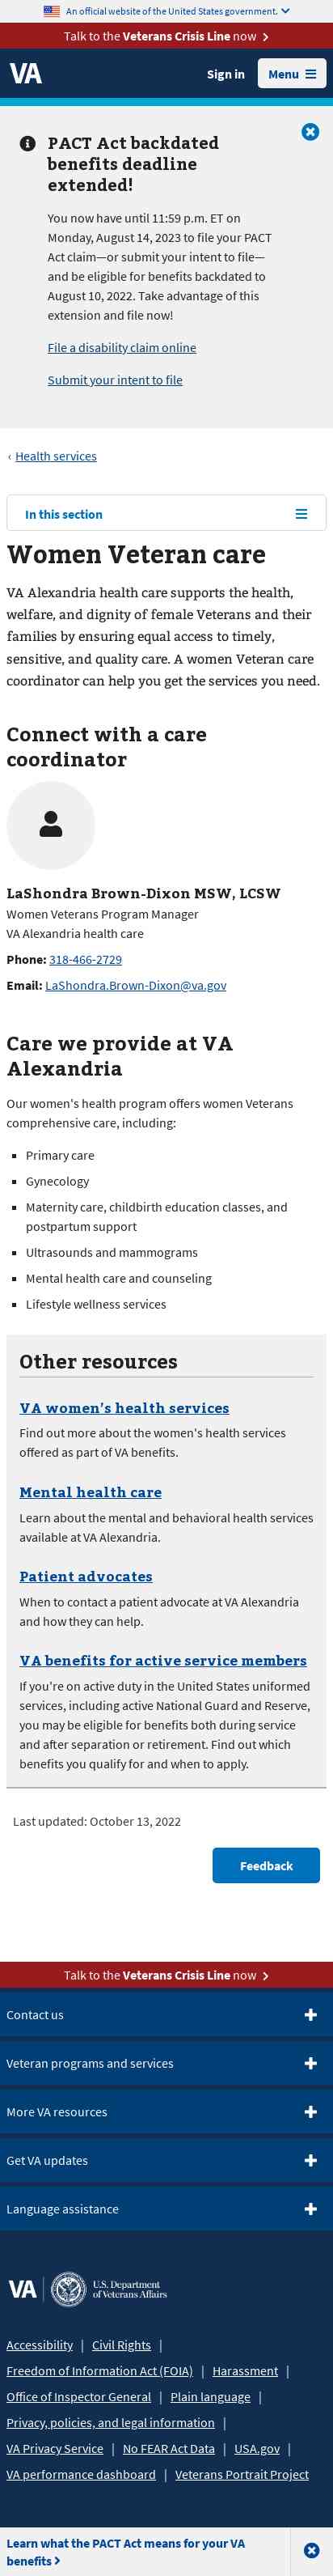 An official website of the United States government.
Talk to the Veterans Crisis Line now
VA
Sign in
Menu
PACT Act backdated
benefits deadline
extended!
You now have until 11:59 p.m. ET on
Monday, August 14, 2023 to file your PACT
Act claim—or submit your intent to file—
and be eligible for benefits backdated to
August 10, 2022. Take advantage of this
extension and file now!
File a disability claim online
Submit your intent to file
‹ Health services
In this section
Women Veteran care
VA Alexandria health care supports the health,
welfare, and dignity of female Veterans and their
families by ensuring equal access to timely,
sensitive, and quality care. A women Veteran care
coordinator can help you get the services you need.
Connect with a care
coordinator
LaShondra Brown-Dixon MSW, LCSW
Women Veterans Program Manager
VA Alexandria health care
Phone: 318-466-2729
Email: LaShondra.Brown-Dixon@va.gov
Care we provide at VA
Alexandria
Our women's health program offers women Veterans
comprehensive care, including:
Primary care
Gynecology
Maternity care, childbirth education classes, and
postpartum support
Ultrasounds and mammograms
Mental health care and counseling
Lifestyle wellness services
Other resources
VA women’s health services
Find out more about the women's health services
offered as part of VA benefits.
Mental health care
Learn about the mental and behavioral health services
available at VA Alexandria.
Patient advocates
When to contact a patient advocate at VA Alexandria
and how they can help.
VA benefits for active service members
If you're on active duty in the United States uniformed
services, including active National Guard and Reserve,
you may be eligible for benefits both during service
and after separation or retirement. Find out which
benefits you qualify for and when to apply.
Last updated: October 13, 2022
Feedback
Talk to the Veterans Crisis Line now
Contact us
Veteran programs and services
More VA resources
Get VA updates
Language assistance
VA | U.S. Department
of Veterans Affairs
Accessibility | Civil Rights |
Freedom of Information Act (FOIA) | Harassment |
Office of Inspector General | Plain language |
Privacy, policies, and legal information |
VA Privacy Service | No FEAR Act Data | USA.gov |
VA performance dashboard | Veterans Portrait Project
Learn what the PACT Act means for your VA
benefits